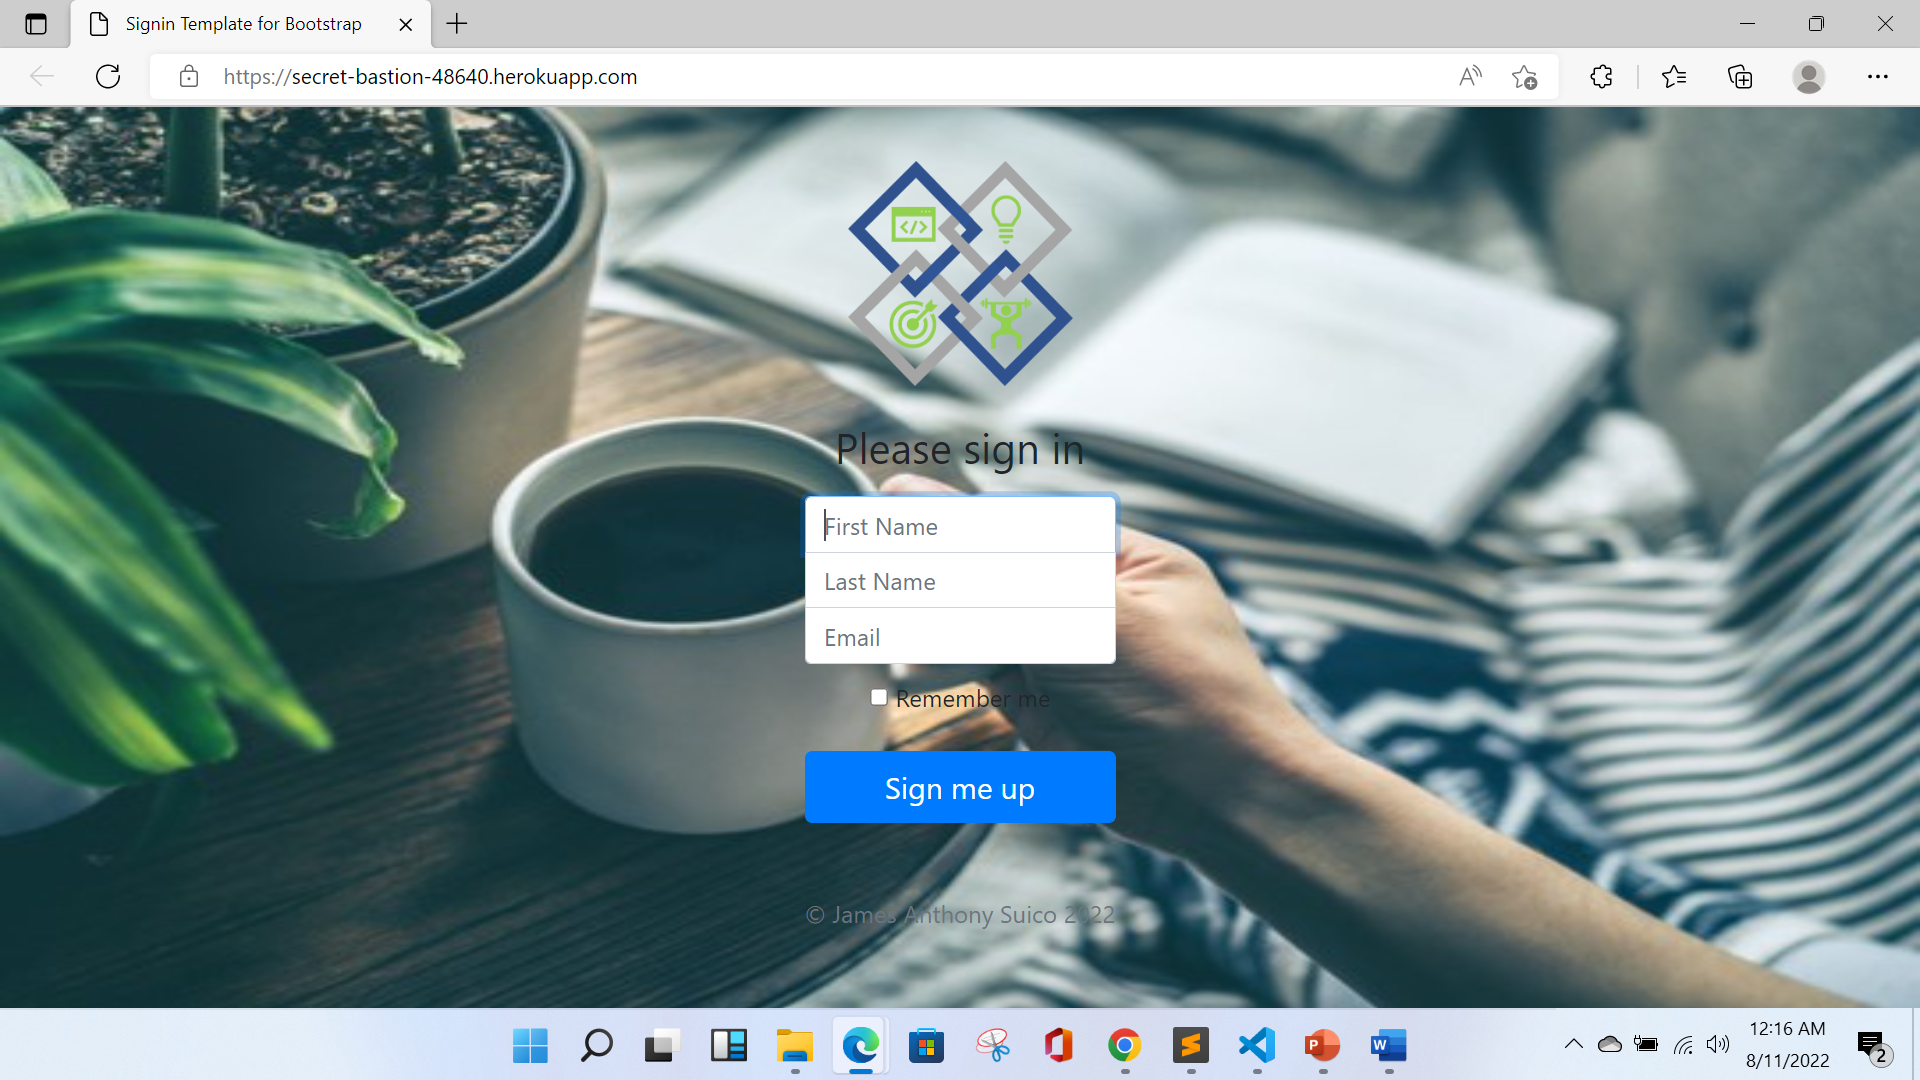 Signin Template for Bootstrap
https://secret-bastion-48640.herokuapp.com
</>
Please sign in
First Name
Last Name
Email
Remember me
Sign me up
© James Anthony Suico 2022
12:16 AM
8/11/2022
2